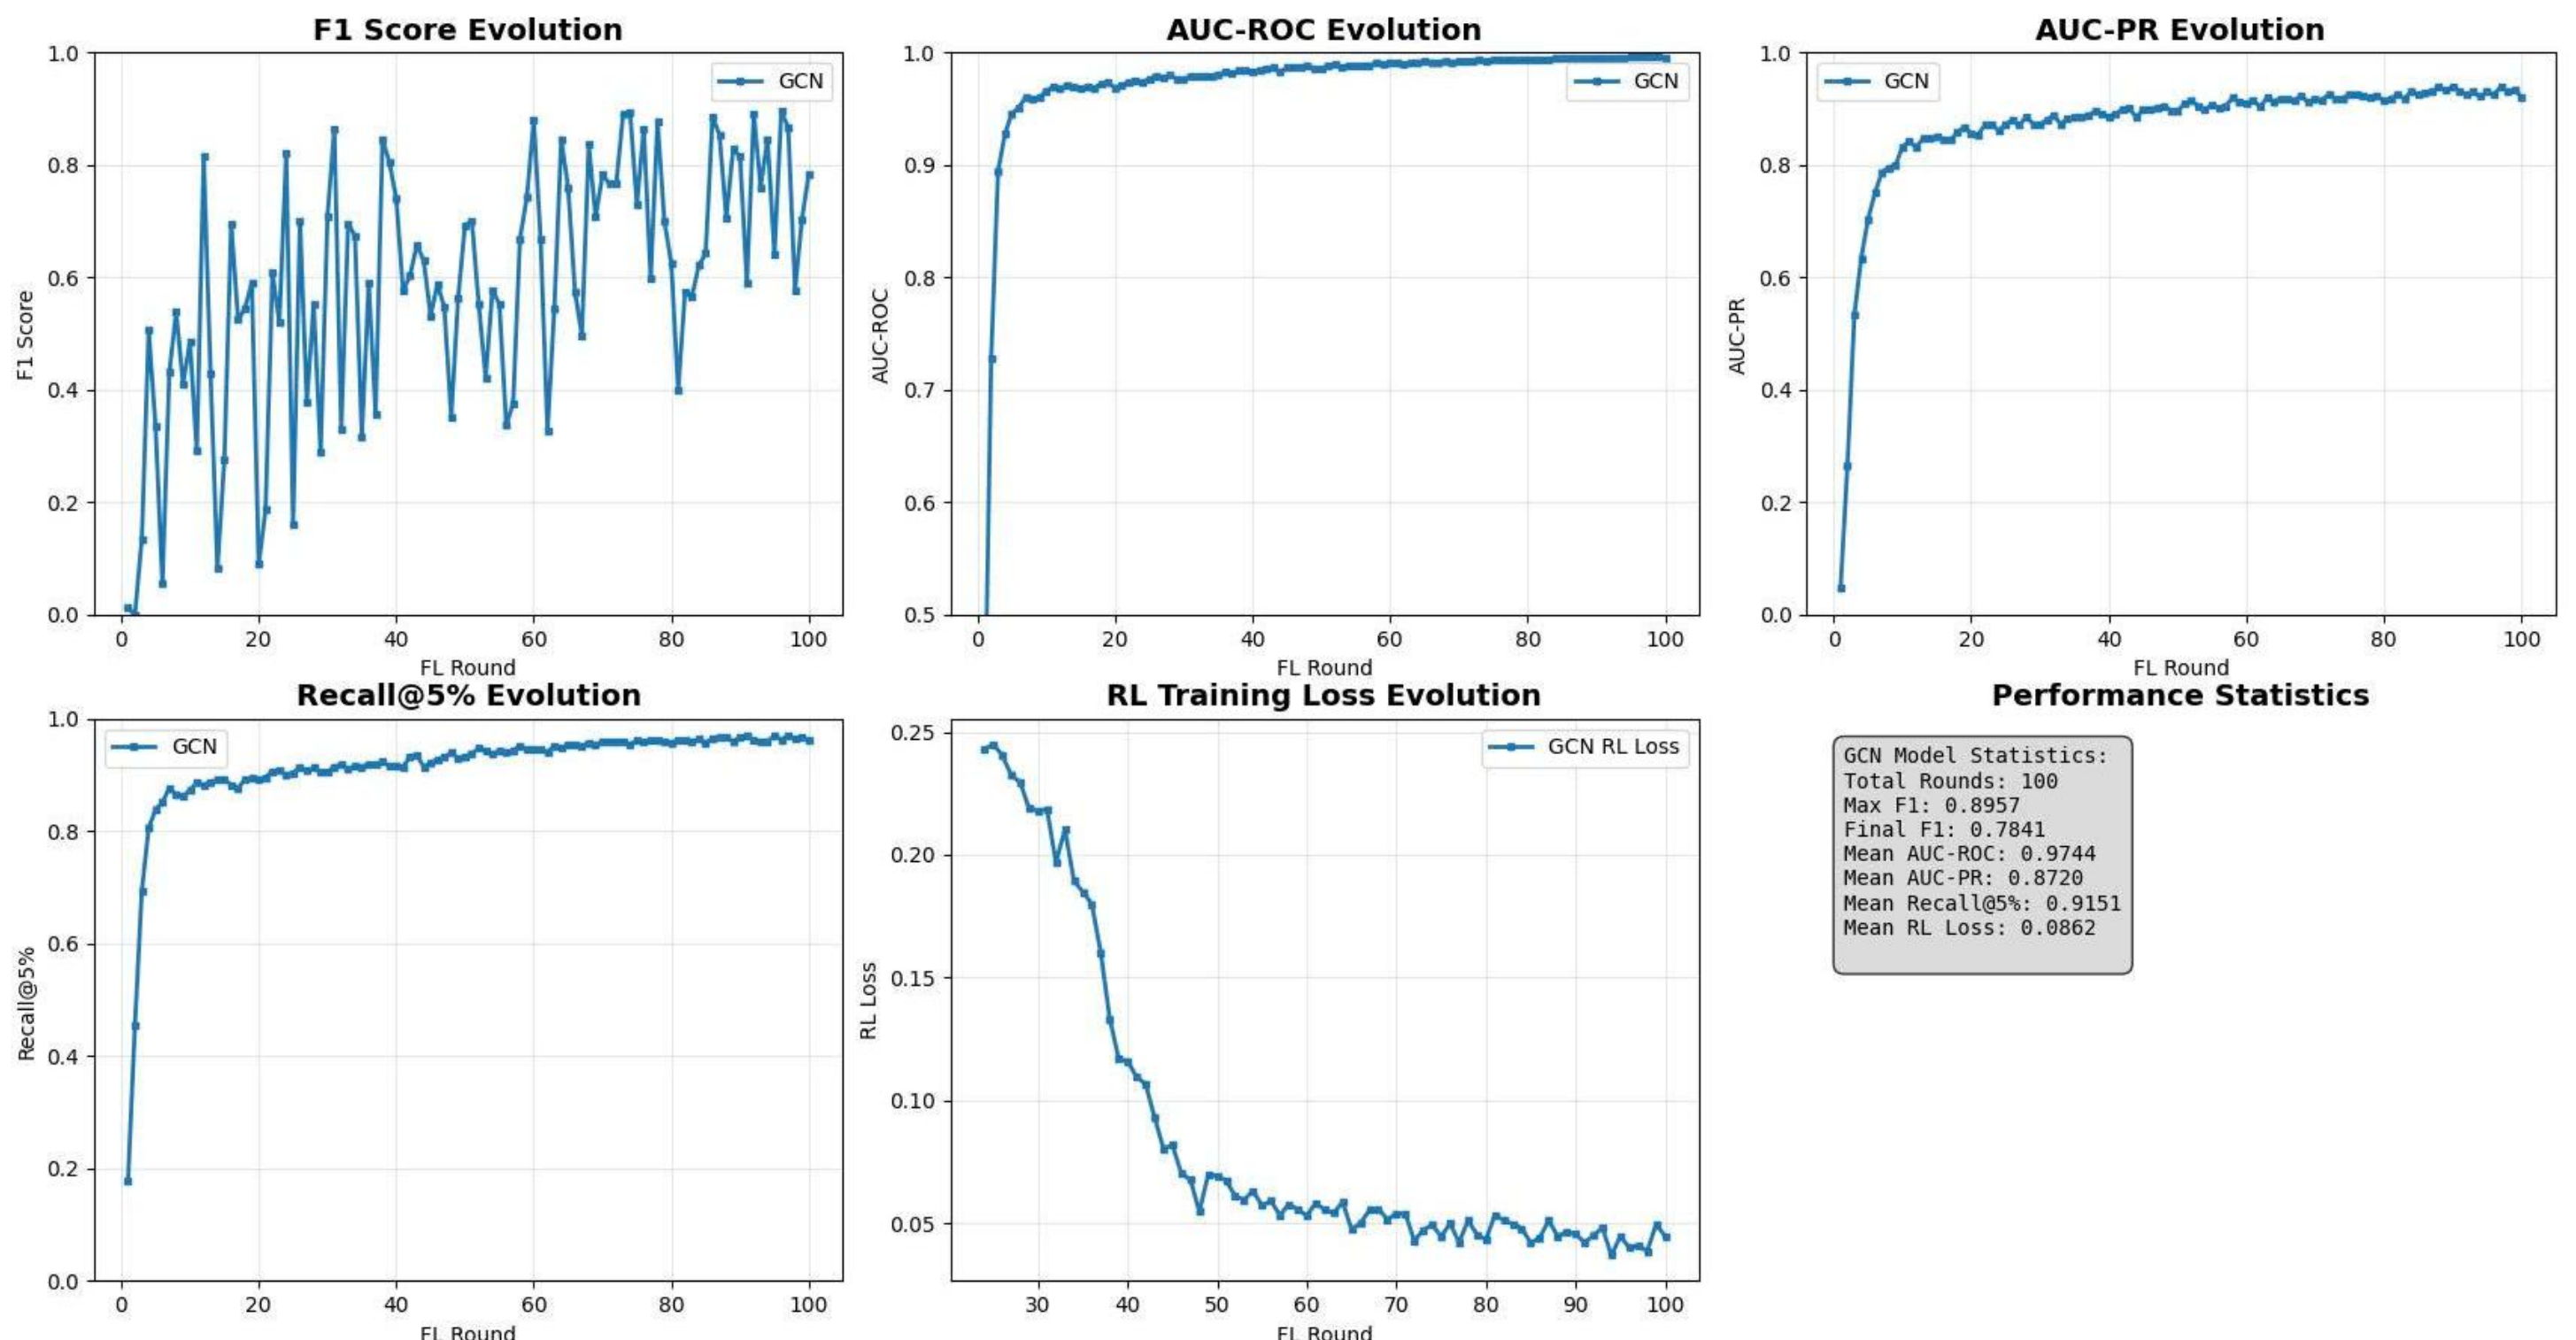 F1 Score Evolution
1.0
0.8
0.6
0.4
0.2
0.0
F1 Score
GCN
0 20 40 60 80 100
FL Round
AUC-ROC Evolution
1.0
0.9
0.8
0.7
0.6
0.5
AUC-ROC
GCN
0 20 40 60 80 100
FL Round
AUC-PR Evolution
1.0
0.8
0.6
0.4
0.2
0.0
AUC-PR
GCN
0 20 40 60 80 100
FL Round
Recall@5% Evolution
1.0
0.8
0.6
0.4
0.2
0.0
Recall@5%
GCN
0 20 40 60 80 100
FL Round
RL Training Loss Evolution
0.25
0.20
0.15
0.10
0.05
RL Loss
GCN RL Loss
30 40 50 60 70 80 90 100
FL Round
Performance Statistics
GCN Model Statistics:
Total Rounds: 100
Max F1: 0.8957
Final F1: 0.7841
Mean AUC-ROC: 0.9744
Mean AUC-PR: 0.8720
Mean Recall@5%: 0.9151
Mean RL Loss: 0.0862